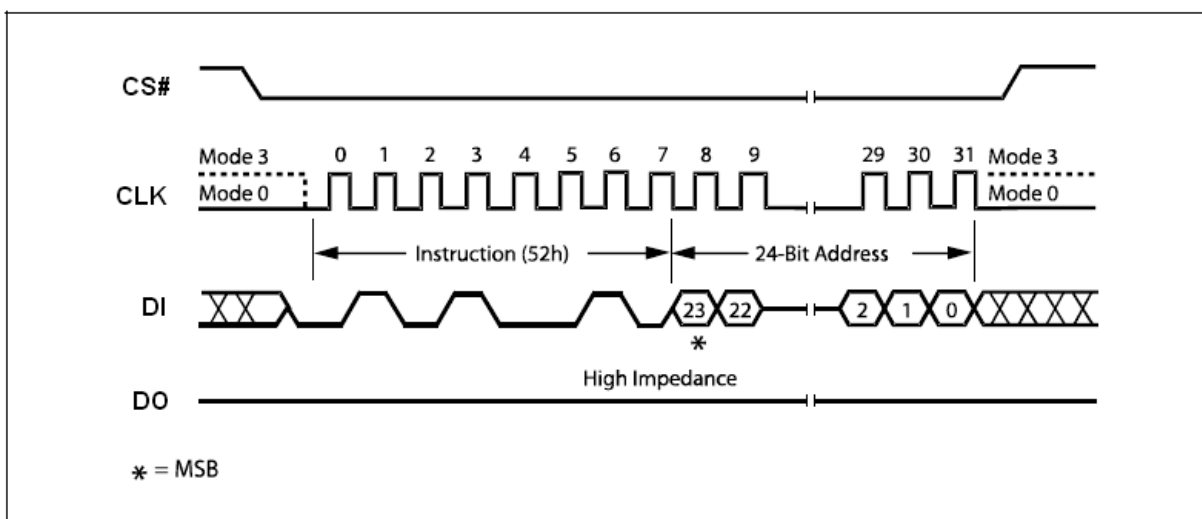 CS#
Mode 3 0 1 2 3 4 5 6 7 8 9 29 30 31 Mode 3
CLK Mode 0 Mode 0
Instruction (52h) 24-Bit Address
DI 23 22 2 1 0
*
High Impedance
DO
* = MSB